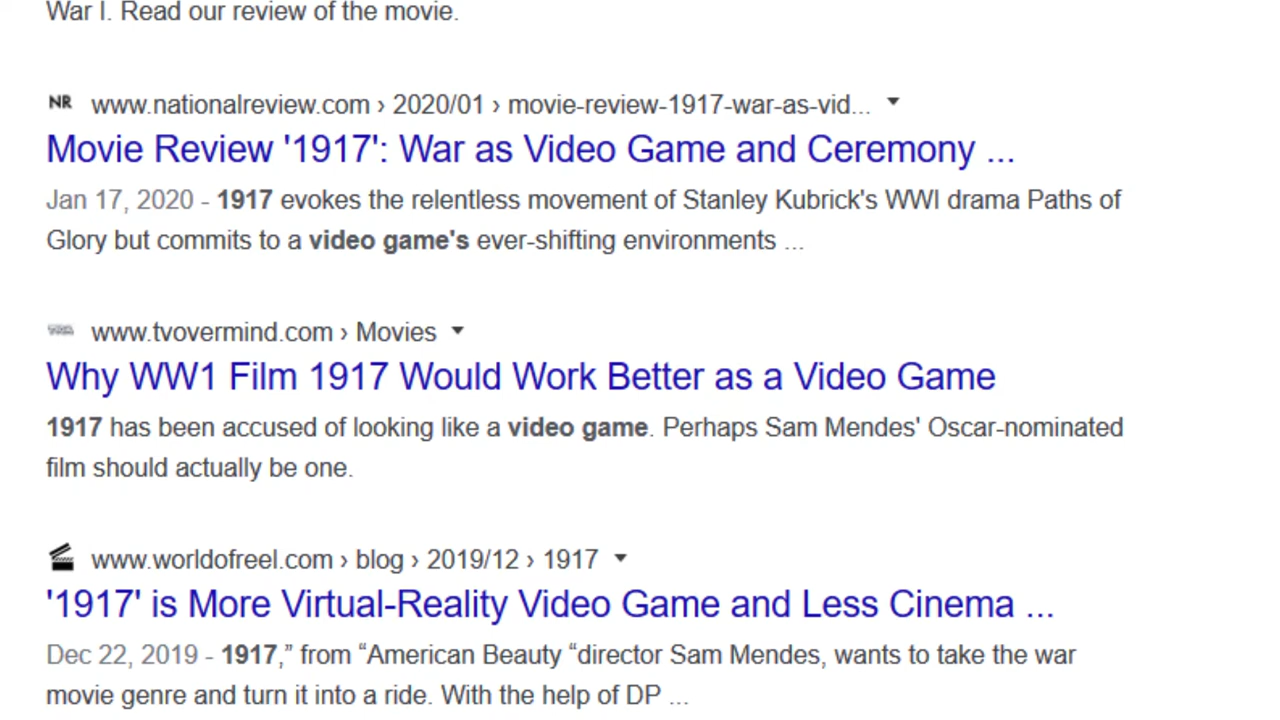 War I. Read our review of the movie.
NR www.nationalreview.com › 2020/01 › movie-review-1917-war-as-vid...
Movie Review '1917': War as Video Game and Ceremony ...
Jan 17, 2020 - 1917 evokes the relentless movement of Stanley Kubrick's WWI drama Paths of
Glory but commits to a video game's ever-shifting environments ...
www.tvovermind.com › Movies
Why WW1 Film 1917 Would Work Better as a Video Game
1917 has been accused of looking like a video game. Perhaps Sam Mendes' Oscar-nominated
film should actually be one.
www.worldofreel.com › blog › 2019/12 › 1917
'1917' is More Virtual-Reality Video Game and Less Cinema ...
Dec 22, 2019 - 1917,” from “American Beauty “director Sam Mendes, wants to take the war
movie genre and turn it into a ride. With the help of DP ...